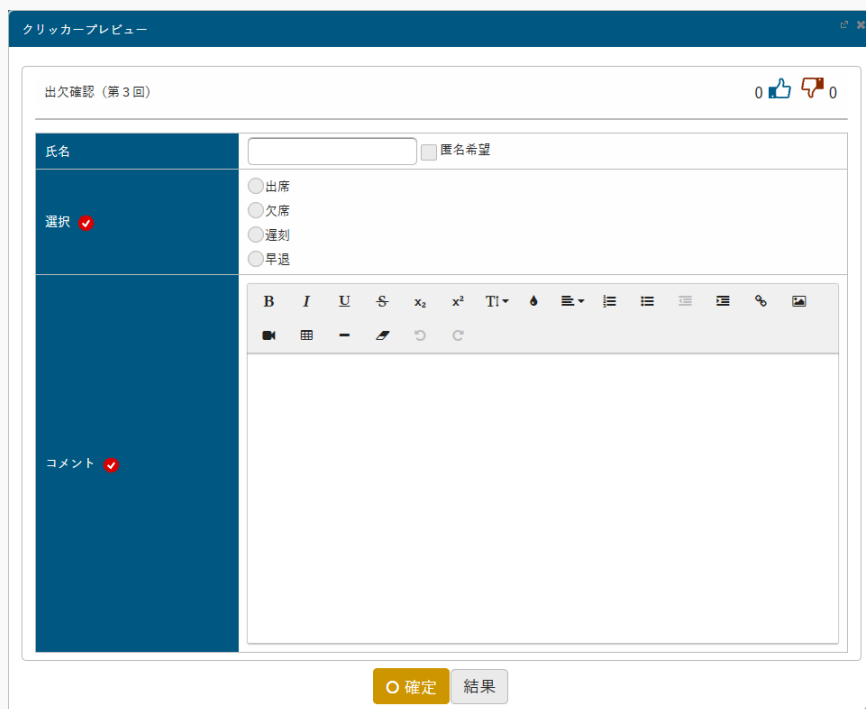 クリッカープレビュー
出欠確認（第３回）
0 0
氏名
匿名希望
選択
出席
欠席
遅刻
早退
コメント
B I U S x₂ x² TI
確定 結果